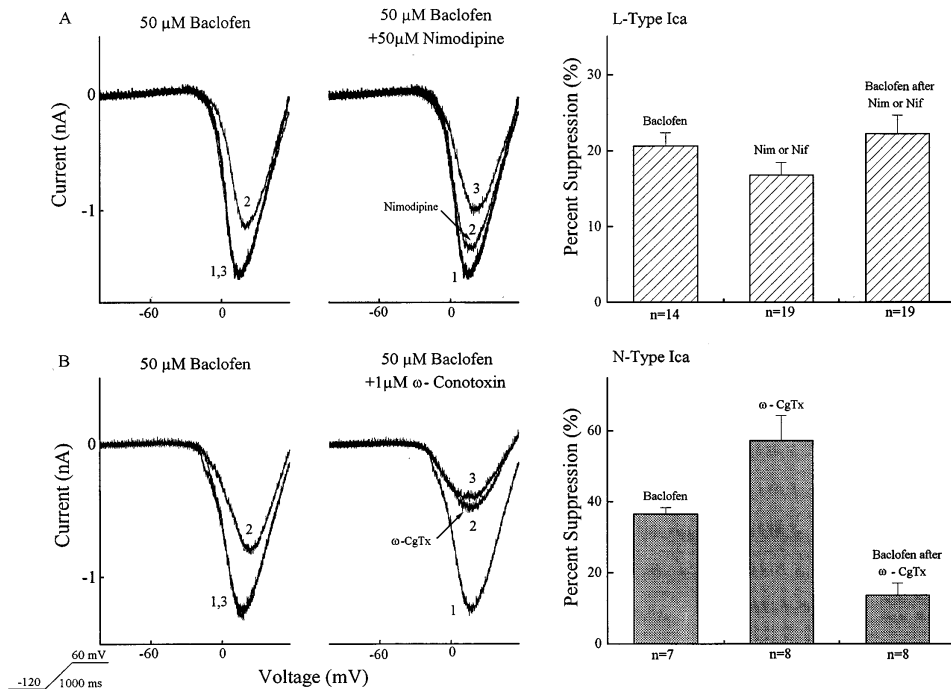 A
50 µM Baclofen
50 µM Baclofen
+50µM Nimodipine
L-Type Ica
Current (nA)
0
-1
2
1,3
-60
0
3
Nimodipine
2
1
-60
0
Percent Suppression (%)
30
20
10
0
Baclofen
Nim or Nif
Baclofen after
Nim or Nif
n=14
n=19
n=19
B
50 µM Baclofen
50 µM Baclofen
+1µM ω- Conotoxin
N-Type Ica
Current (nA)
0
-1
2
1,3
-60
0
3
2
ω-CgTx
1
-60
0
Percent Suppression (%)
60
40
20
0
Baclofen
ω - CgTx
Baclofen after
ω - CgTx
n=7
n=8
n=8
60 mV
-120
1000 ms
Voltage (mV)